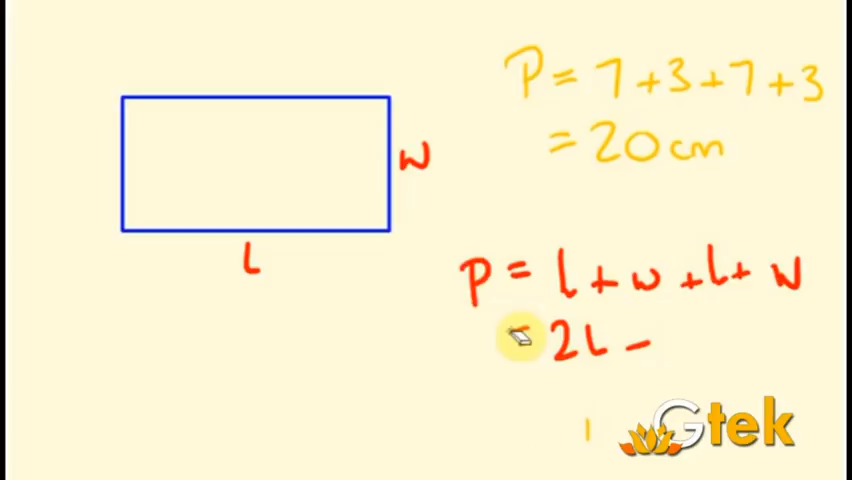 P = 7 + 3 + 7 + 3
= 20 cm
W
L
P = l + w + l + w
= 2L -
Gtek